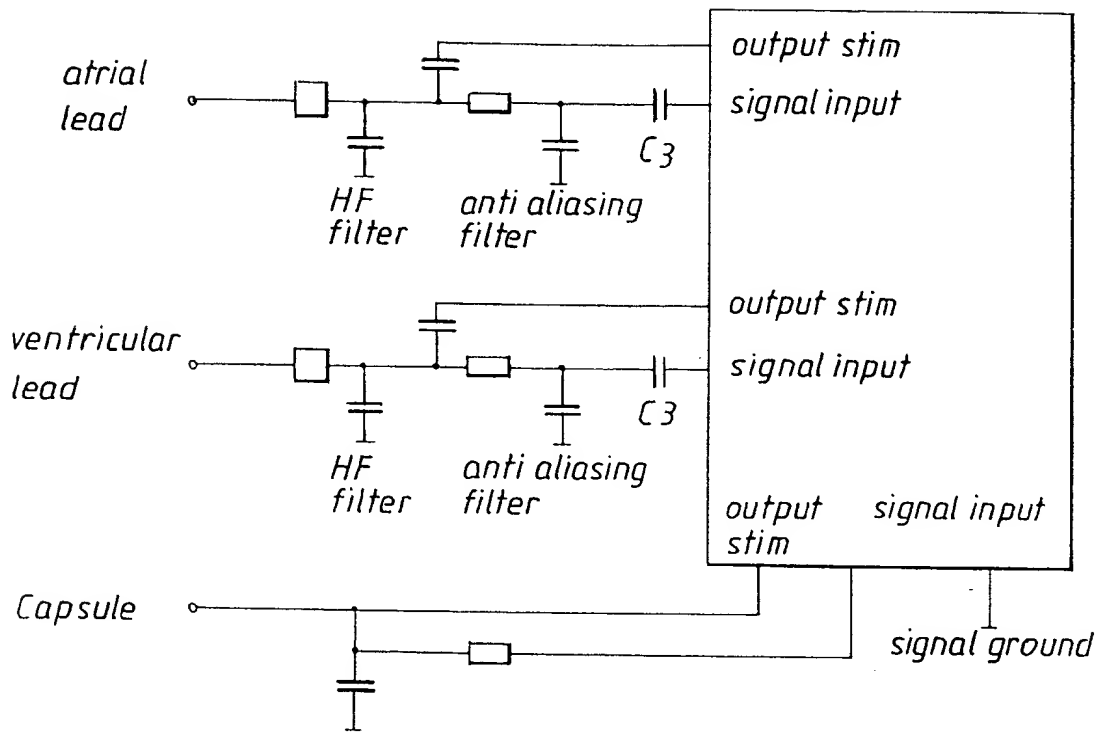 output stim
atrial
lead
signal input
C3
HF
filter
anti aliasing
filter
output stim
ventricular
lead
signal input
C3
HF
filter
anti aliasing
filter
output
stim
signal input
Capsule
signal ground